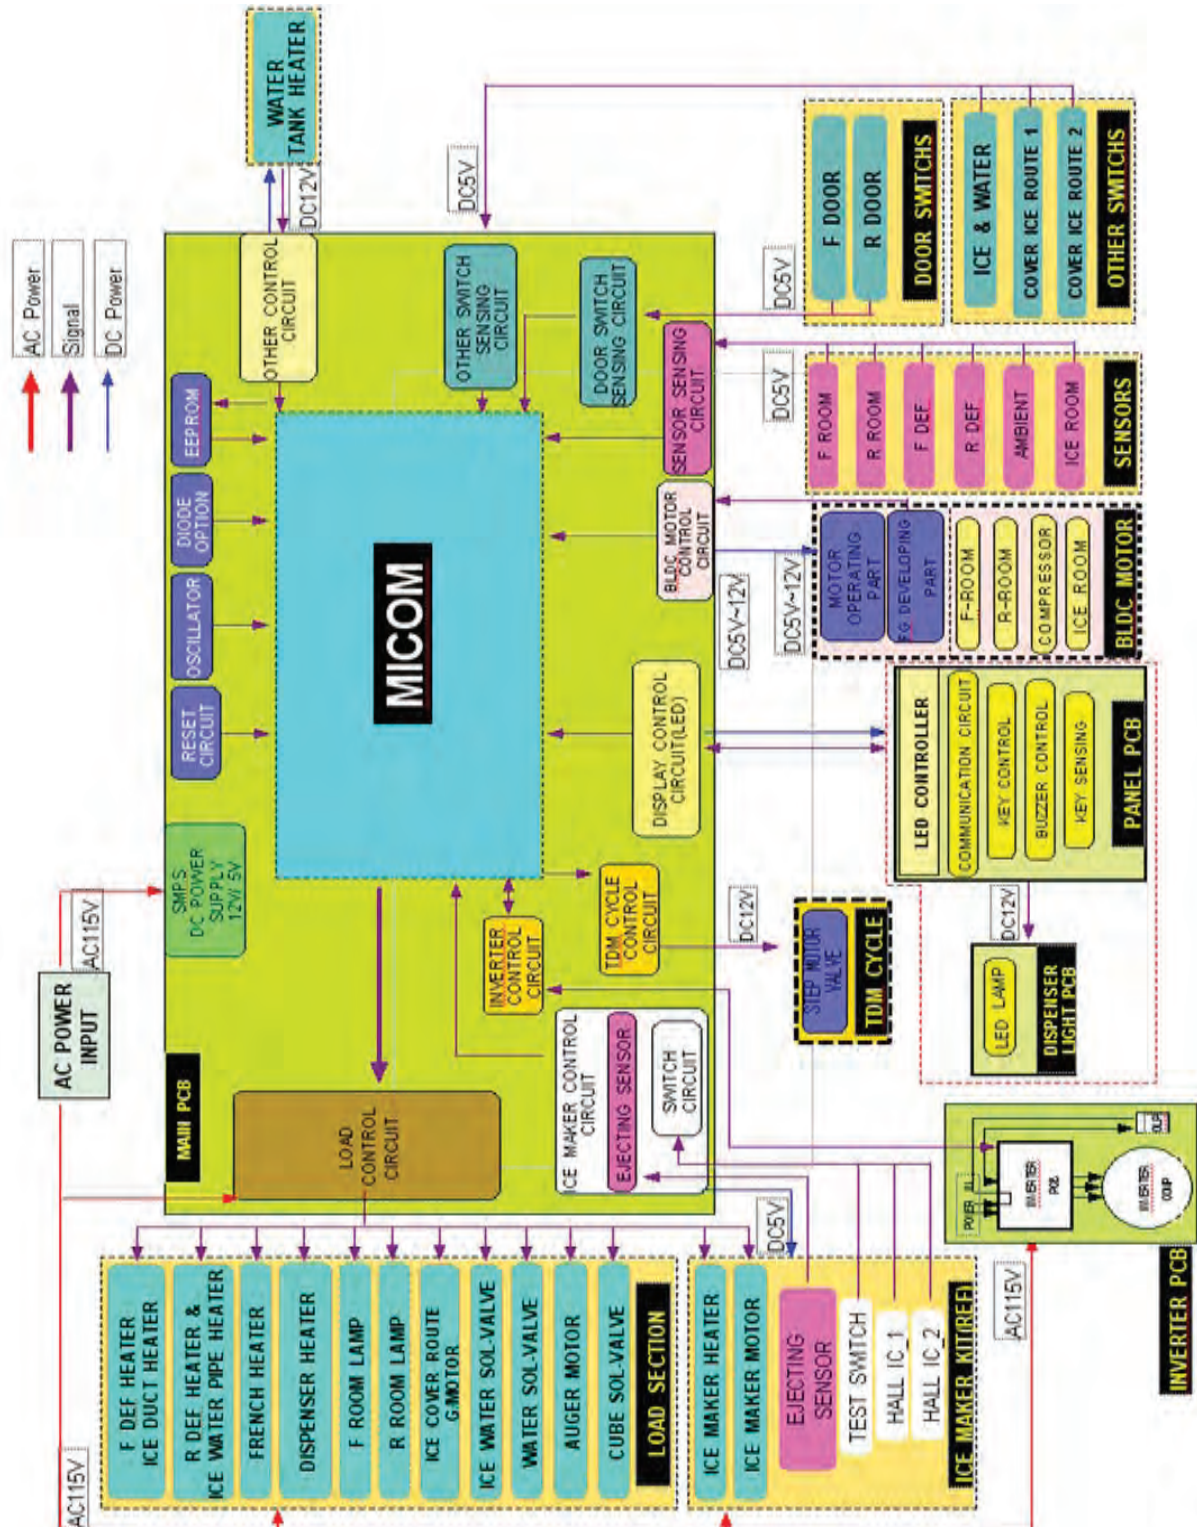 AC Power
Signal
DC Power
WATER
TANK HEATER
DC12V
DC5V
OTHER CONTROL
CIRCUIT
OTHER SWITCH
SENSING
CIRCUIT
DOOR SWITCH
SENSING CIRCUIT
SENSOR SENSING
CIRCUIT
BLDC MOTOR
CONTROL
CIRCUIT
EEPROM
DIODE
OPTION
OSCILLATOR
RESET
CIRCUIT
MICOM
DISPLAY CONTROL
CIRCUIT(LED)
SMPS
DC POWER
SUPPLY
12V/ 5V
AC115V
AC POWER
INPUT
MAIN PCB
INVERTER
CONTROL
CIRCUIT
TDM CYCLE
CONTROL
CIRCUIT
LOAD
CONTROL
CIRCUIT
ICE MAKER CONTROL
CIRCUIT
EJECTING SENSOR
SWITCH
CIRCUIT
DC5V
F DOOR
R DOOR
DOOR SWITCHS
ICE & WATER
COVER ICE ROUTE 1
COVER ICE ROUTE 2
OTHER SWITCHS
DC5V
F ROOM
R ROOM
F DEF
R DEF
AMBIENT
ICE ROOM
SENSORS
DC5V~12V
DC5V~12V
MOTOR
OPERATING
PART
FG DEVELOPING
PART
F-ROOM
R-ROOM
COMPRESSOR
ICE ROOM
BLDC MOTOR
LED CONTROLLER
COMMUNICATION CIRCUIT
KEY CONTROL
BUZZER CONTROL
KEY SENSING
PANEL PCB
DC12V
STEP MOTOR
VALVE
TDM CYCLE
DC12V
LED LAMP
DISPENSER
LIGHT PCB
AC115V
F DEF HEATER
ICE DUCT HEATER
R DEF HEATER &
ICE WATER PIPE HEATER
FRENCH HEATER
DISPENSER HEATER
F ROOM LAMP
R ROOM LAMP
ICE COVER ROUTE
G/MOTOR
ICE WATER SOL-VALVE
WATER SOL-VALVE
AUGER MOTOR
CUBE SOL-VALVE
LOAD SECTION
DC5V
ICE MAKER HEATER
ICE MAKER MOTOR
EJECTING
SENSOR
TEST SWITCH
HALL IC_1
HALL IC_2
ICE MAKER KIT(REF)
AC115V
POWER
INVERTER
PCB
OLP
INVERTER
COMP
INVERTER PCB